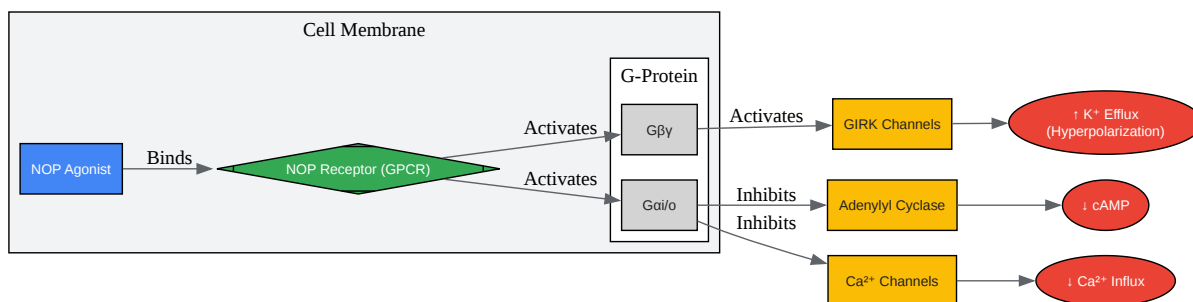 Cell Membrane
G-Protein
NOP Agonist
Binds
NOP Receptor (GPCR)
Activates
Activates
Gβγ
Gαi/o
Activates
Inhibits
Inhibits
GIRK Channels
Adenylyl Cyclase
Ca²⁺ Channels
↑ K⁺ Efflux
(Hyperpolarization)
↓ cAMP
↓ Ca²⁺ Influx